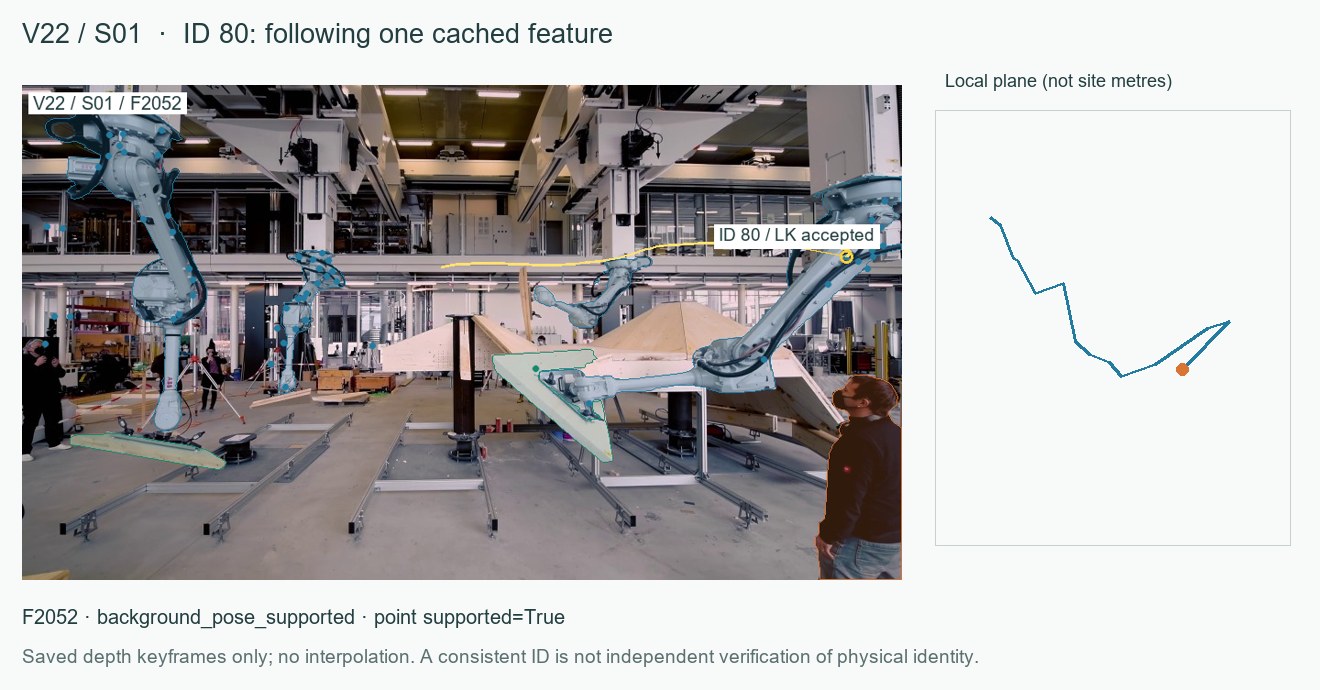 V22 / S01 · ID 80: following one cached feature
Local plane (not site metres)
V22 / S01 / F2052
ID 80 / LK accepted
F2052 · background_pose_supported · point supported=True
Saved depth keyframes only; no interpolation. A consistent ID is not independent verification of physical identity.